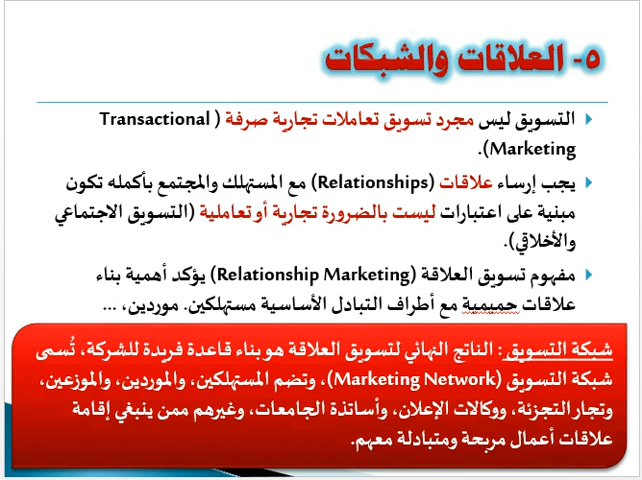 ٥- العلاقات والشبكات
التسويق ليس مجرد تسويق تعاملات تجارية صرفة (Transactional
Marketing).
يجب إرساء علاقات (Relationships) مع المستهلك والمجتمع بأكمله تكون
مبنية على اعتبارات ليست بالضرورة تجارية أو تعاملية (التسويق الاجتماعي
والأخلاقي).
مفهوم تسويق العلاقة (Relationship Marketing) يؤكد أهمية بناء
علاقات حميمية مع أطراف التبادل الأساسية مستهلكين. موردين، ...
شبكة التسويق: الناتج النهائي لتسويق العلاقة هو بناء قاعدة فريدة للشركة، تُسمى
شبكة التسويق (Marketing Network)، وتضم المستهلكين، والموردين، والموزعين،
وتجار التجزئة، ووكالات الإعلان، وأساتذة الجامعات، وغيرهم ممن ينبغي إقامة
علاقات أعمال مربحة ومتبادلة معهم.